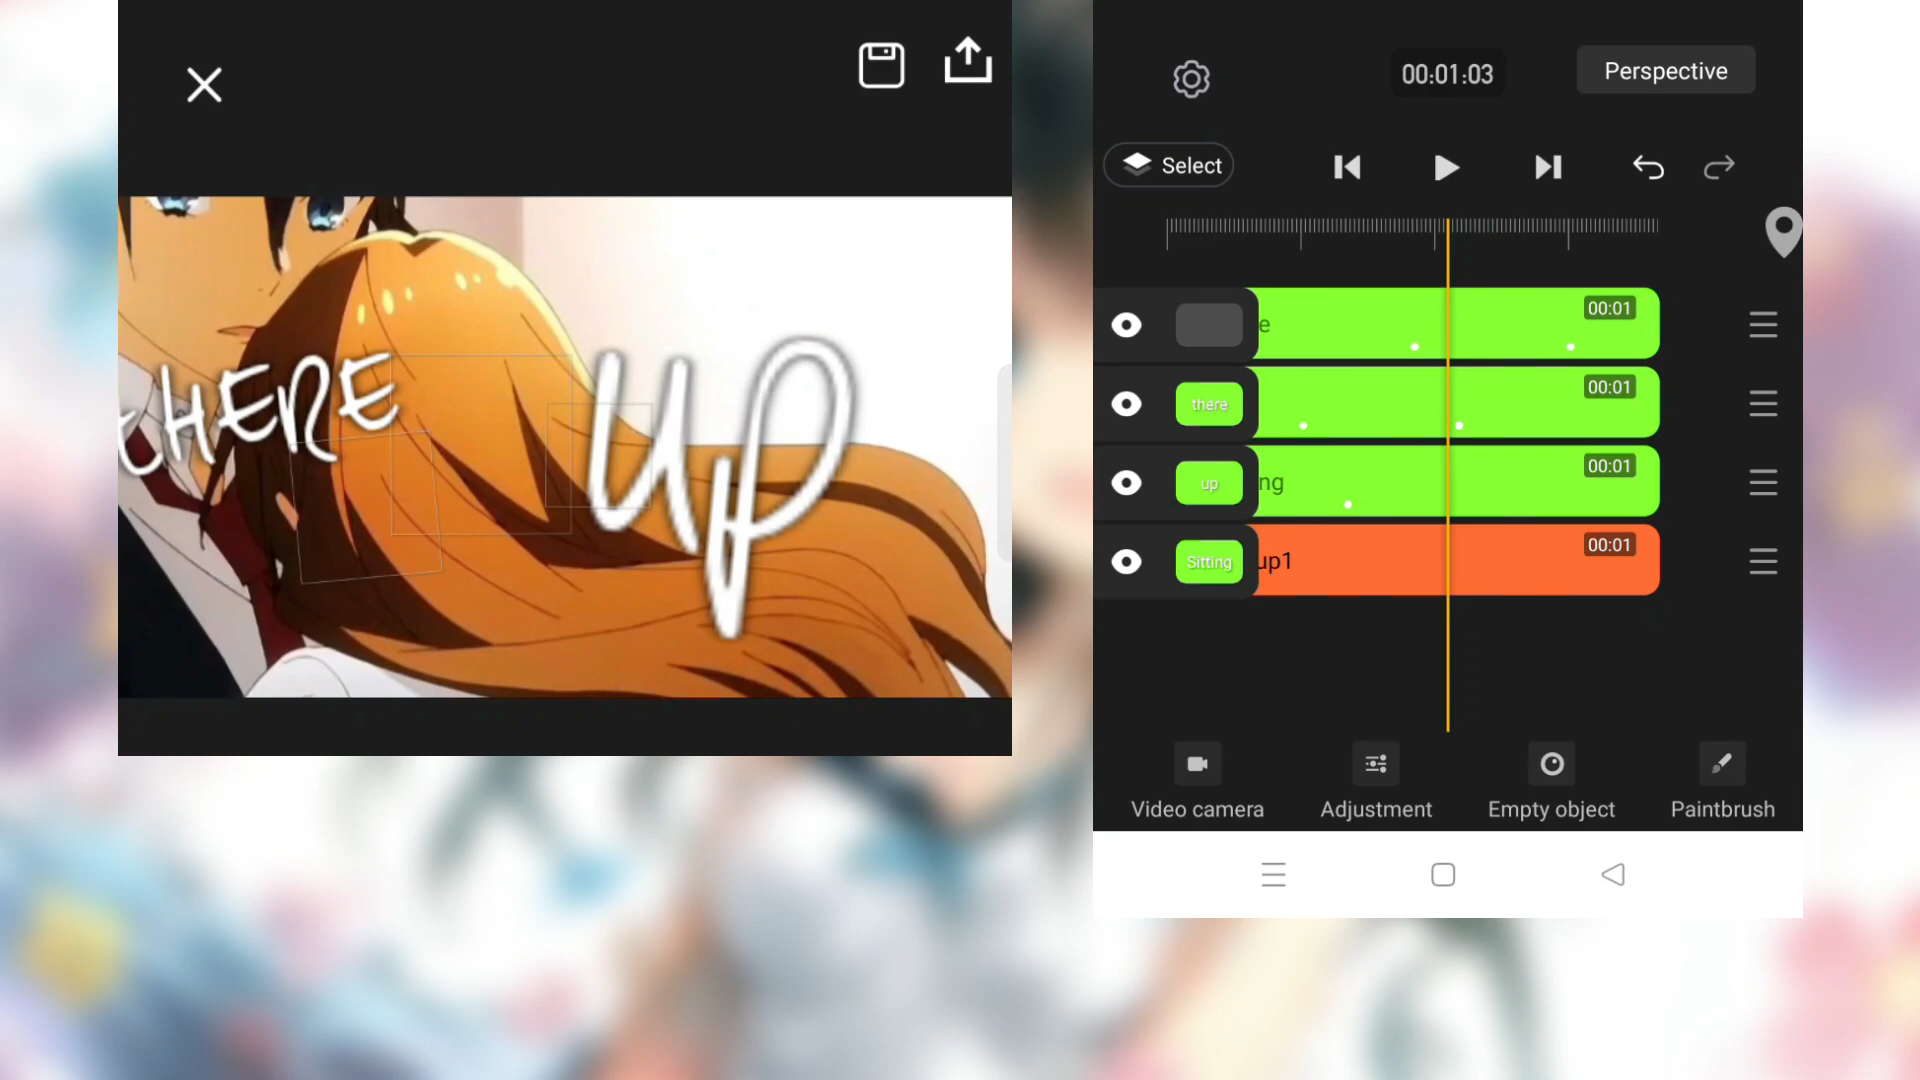 tHERE
up
00:01:03
Perspective
Select
e
00:01
there
00:01
up
ng
00:01
Sitting
up1
00:01
Video camera
Adjustment
Empty object
Paintbrush